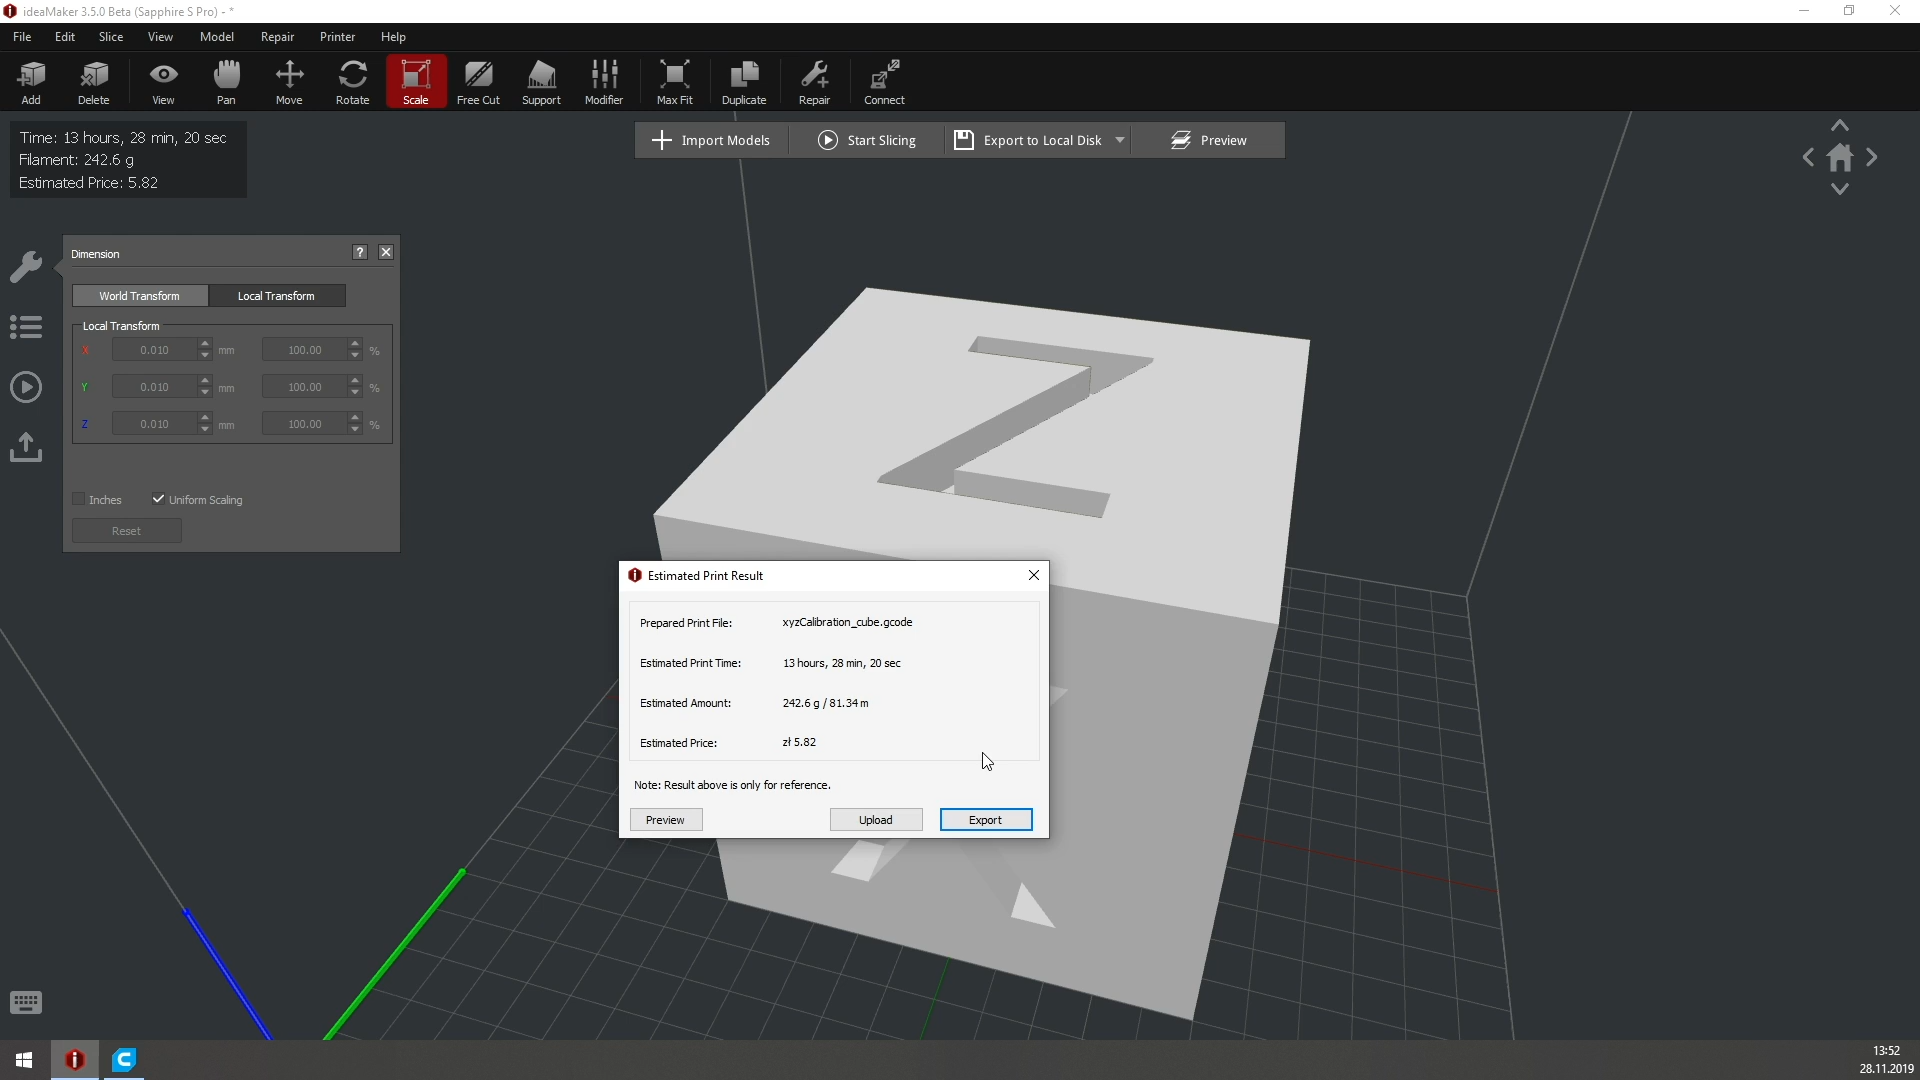 ideaMaker 3.5.0 Beta (Sapphire S Pro) - *
File Edit Slice View Model Repair Printer Help
Add Delete View Pan Move Rotate Scale Free Cut Support Modifier Max Fit Duplicate Repair Connect
Time: 13 hours, 28 min, 20 sec
Filament: 242.6 g
Estimated Price: 5.82
Import Models Start Slicing Export to Local Disk Preview
Dimension ?
World Transform Local Transform
Local Transform
X 0.010 mm 100.00 %
Y 0.010 mm 100.00 %
Z 0.010 mm 100.00 %
Inches Uniform Scaling
Reset
Z
Estimated Print Result
Prepared Print File: xyzCalibration_cube.gcode
Estimated Print Time: 13 hours, 28 min, 20 sec
Estimated Amount: 242.6 g / 81.34 m
Estimated Price: zł 5.82
Note: Result above is only for reference.
Preview Upload Export
13:52
28.11.2019